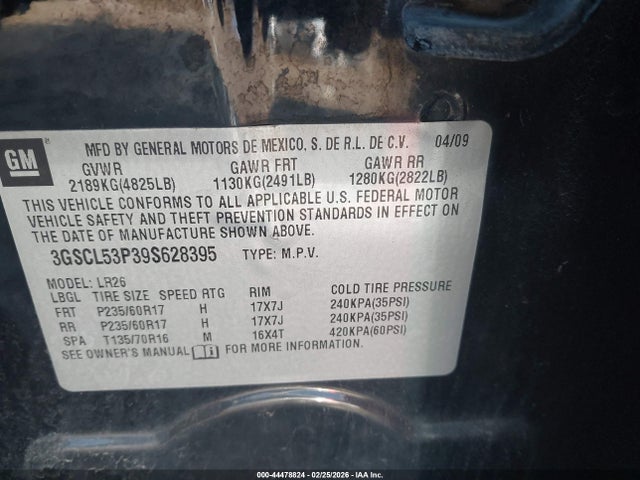 GM
MFD BY GENERAL MOTORS DE MEXICO, S. DE R.L. DE C.V. 04/09
GVWR GAWR FRT GAWR RR
2189KG(4825LB) 1130KG(2491LB) 1280KG(2822LB)
THIS VEHICLE CONFORMS TO ALL APPLICABLE U.S. FEDERAL MOTOR
VEHICLE SAFETY AND THEFT PREVENTION STANDARDS IN EFFECT ON
THE DATE OF MANUFACTURE SHOWN ABOVE.
3GSCL53P39S628395 TYPE: M.P.V.
MODEL: LR26
LBGL TIRE SIZE SPEED RTG RIM COLD TIRE PRESSURE
FRT P235/60R17 H 17X7J 240KPA(35PSI)
RR P235/60R17 H 17X7J 240KPA(35PSI)
SPA T135/70R16 M 16X4T 420KPA(60PSI)
SEE OWNER'S MANUAL FOR MORE INFORMATION.
000-44478824 - 02/25/2026 - IAA Inc.